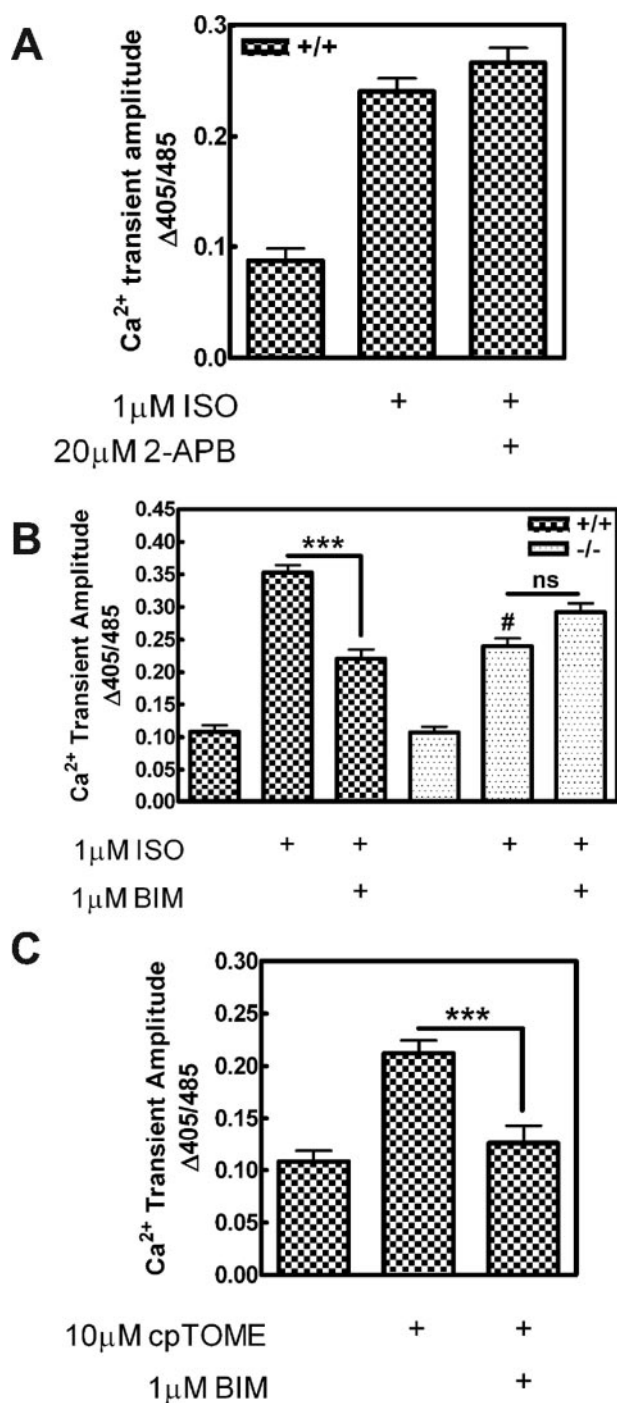 A
+/+
Ca²⁺ transient amplitude
Δ405/485
0.3
0.2
0.1
0.0
1μM ISO + +
20μM 2-APB +
B
+/+
-/-
Ca²⁺ Transient Amplitude
Δ405/485
0.45
0.40
0.35
0.30
0.25
0.20
0.15
0.10
0.05
0.00
***
#
ns
1μM ISO + + + +
1μM BIM + +
C
Ca²⁺ Transient Amplitude
Δ405/485
0.30
0.25
0.20
0.15
0.10
0.05
0.00
***
10μM cpTOME + +
1μM BIM +